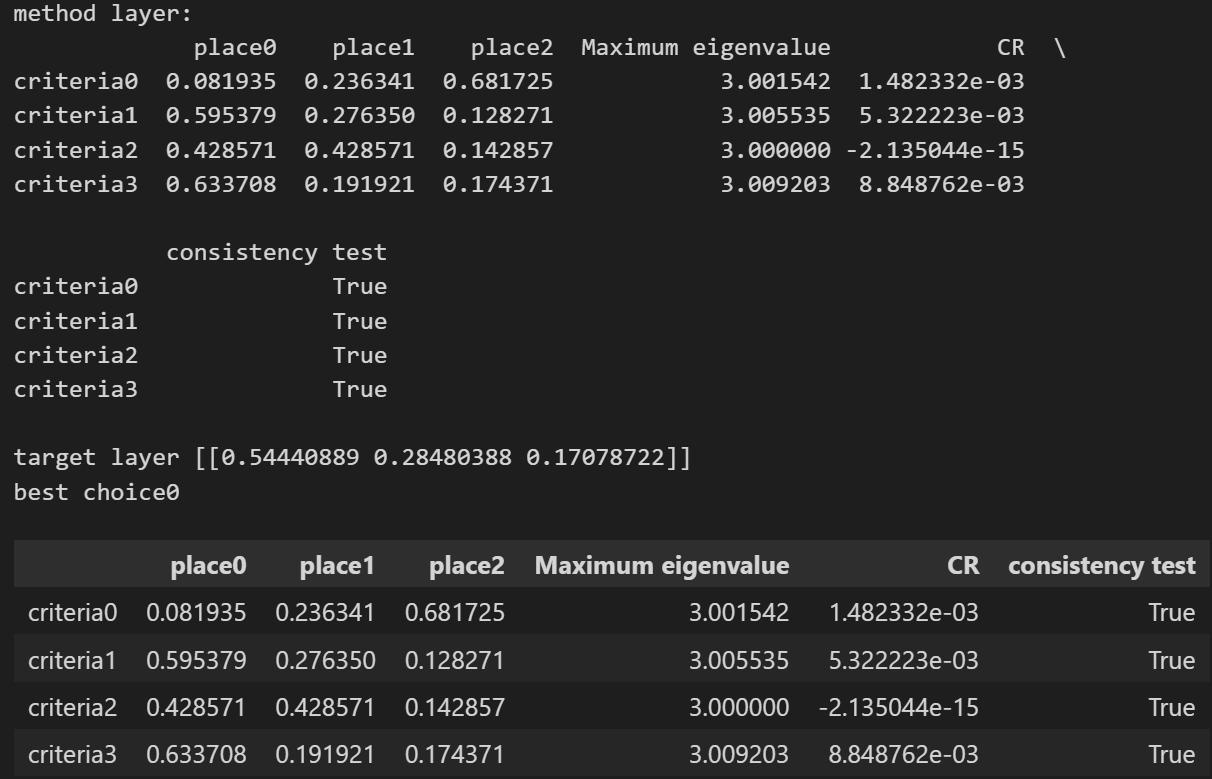 method layer:
place0 place1 place2 Maximum eigenvalue CR \
criteria0 0.081935 0.236341 0.681725 3.001542 1.482332e-03
criteria1 0.595379 0.276350 0.128271 3.005535 5.322223e-03
criteria2 0.428571 0.428571 0.142857 3.000000 -2.135044e-15
criteria3 0.633708 0.191921 0.174371 3.009203 8.848762e-03
consistency test
criteria0 True
criteria1 True
criteria2 True
criteria3 True
target layer [[0.54440889 0.28480388 0.17078722]]
best choice0
place0 place1 place2 Maximum eigenvalue CR consistency test
criteria0 0.081935 0.236341 0.681725 3.001542 1.482332e-03 True
criteria1 0.595379 0.276350 0.128271 3.005535 5.322223e-03 True
criteria2 0.428571 0.428571 0.142857 3.000000 -2.135044e-15 True
criteria3 0.633708 0.191921 0.174371 3.009203 8.848762e-03 True